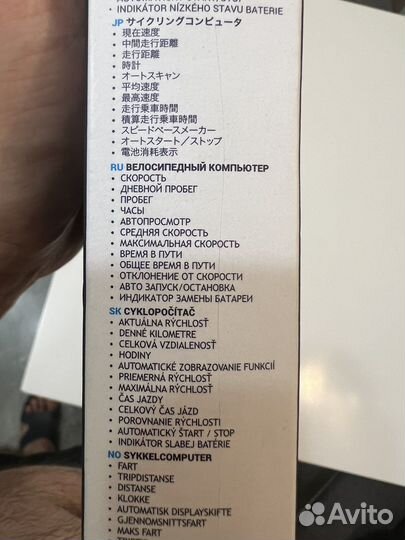 • INDIKÁTOR NÍZKÉHO STAVU BATERIE
JP サイクリングコンピュータ
• 現在速度
• 中間走行距離
• 走行距離
• 時計
• オートスキャン
• 平均速度
• 最高速度
• 走行乗車時間
• 積算走行乗車時間
• スピードペースメーカー
• オートスタート／ストップ
• 電池消耗表示
RU ВЕЛОСИПЕДНЫЙ КОМПЬЮТЕР
• СКОРОСТЬ
• ДНЕВНОЙ ПРОБЕГ
• ПРОБЕГ
• ЧАСЫ
• АВТОПРОСМОТР
• СРЕДНЯЯ СКОРОСТЬ
• МАКСИМАЛЬНАЯ СКОРОСТЬ
• ВРЕМЯ В ПУТИ
• ОБЩЕЕ ВРЕМЯ В ПУТИ
• ОТКЛОНЕНИЕ ОТ СКОРОСТИ
• АВТО ЗАПУСК/ОСТАНОВКА
• ИНДИКАТОР ЗАМЕНЫ БАТАРЕИ
SK CYKLOPOČÍTAČ
• AKTUÁLNA RÝCHLOSŤ
• DENNÉ KILOMETRE
• CELKOVÁ VZDIALENOSŤ
• HODINY
• AUTOMATICKÉ ZOBRAZOVANIE FUNKCIÍ
• PRIEMERNÁ RÝCHLOSŤ
• MAXIMÁLNA RÝCHLOSŤ
• ČAS JAZDY
• CELKOVÝ ČAS JÁZD
• POROVNANIE RÝCHLOSTI
• AUTOMATICKÝ ŠTART / STOP
• INDIKÁTOR SLABEJ BATÉRIE
NO SYKKELCOMPUTER
• FART
• TRIPDISTANSE
• DISTANSE
• KLOKKE
• AUTOMATISK DISPLAYSKIFTE
• GJENNOMSNITTSFART
• MAKS FART
Avito